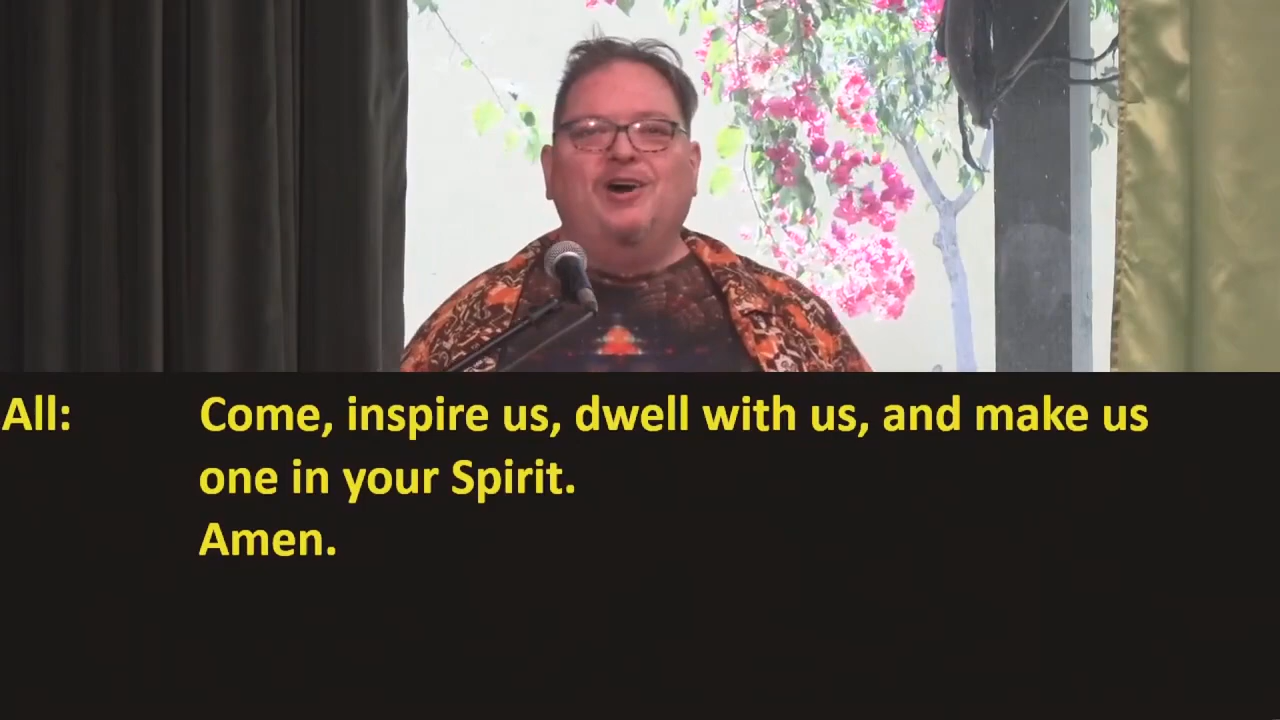 All: Come, inspire us, dwell with us, and make us
one in your Spirit.
Amen.